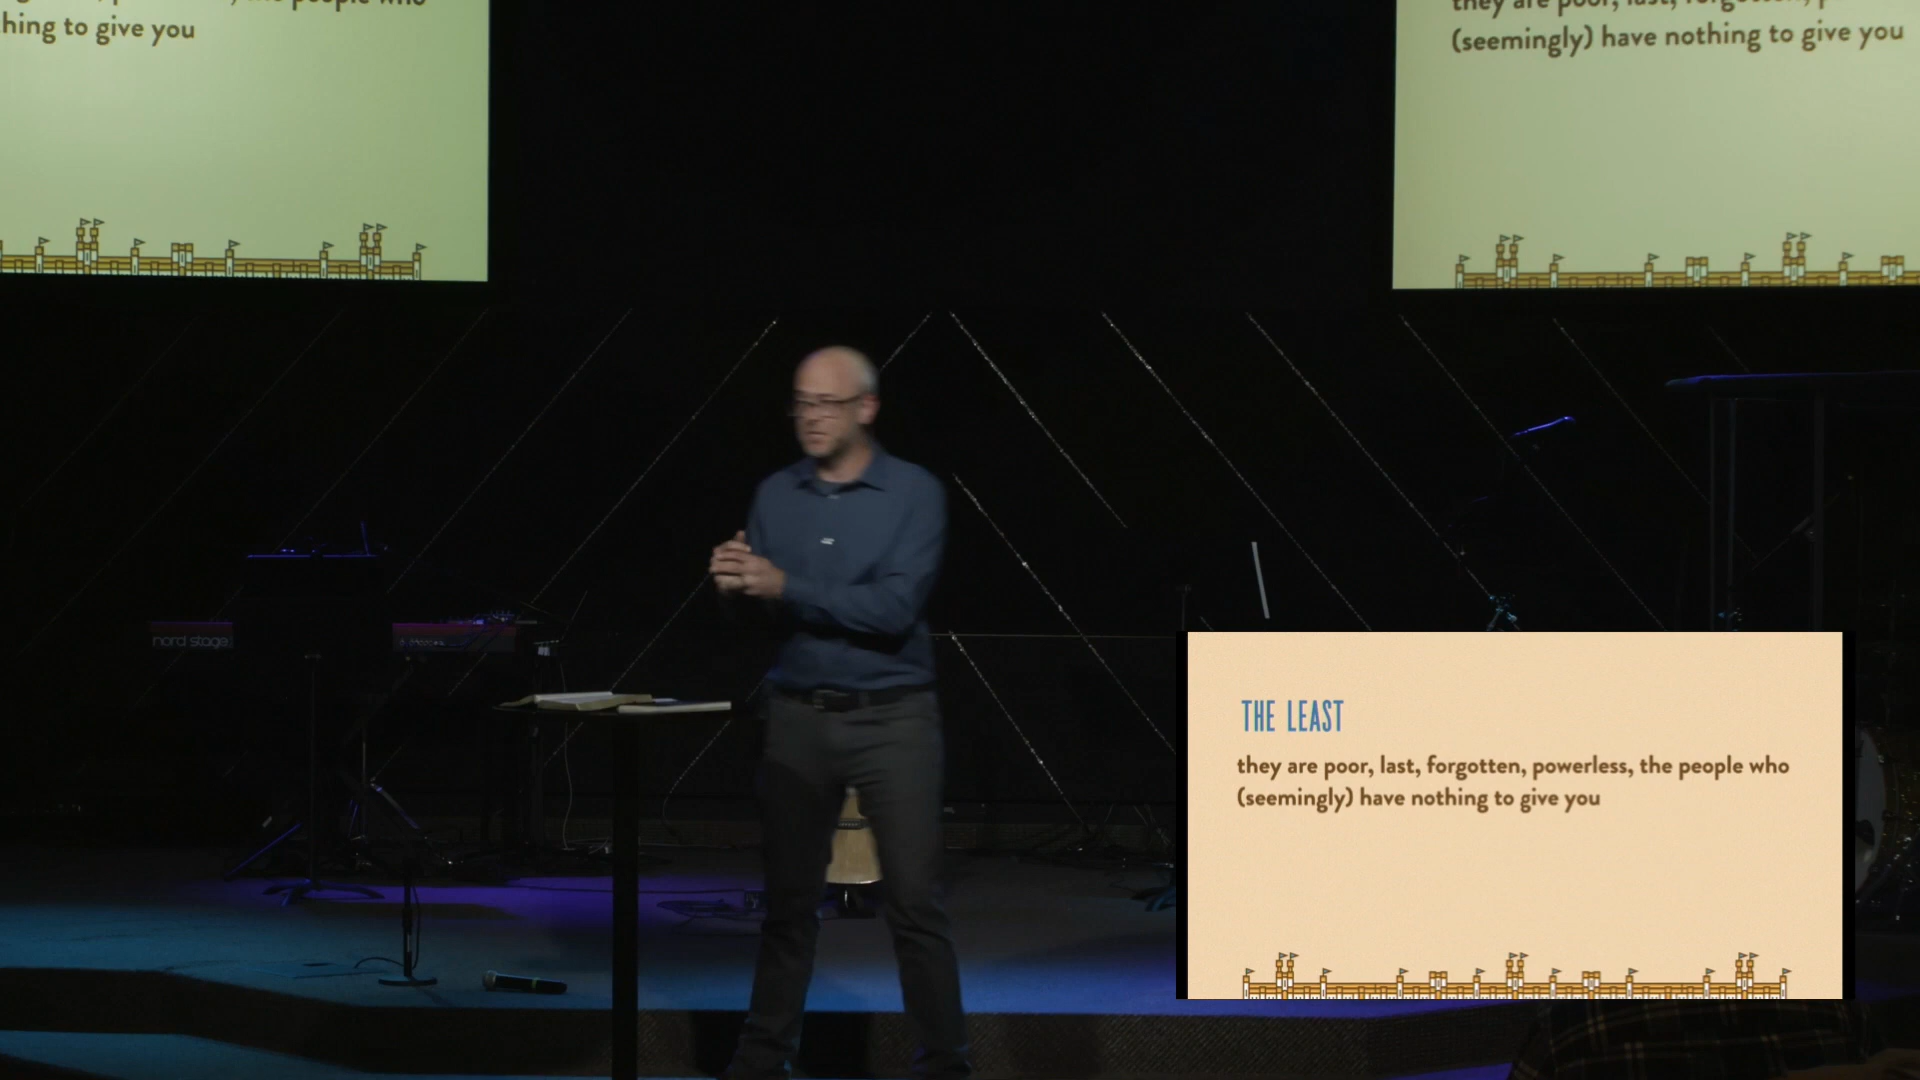 hing to give you
(seemingly) have nothing to give you
nord stage
THE LEAST
they are poor, last, forgotten, powerless, the people who
(seemingly) have nothing to give you